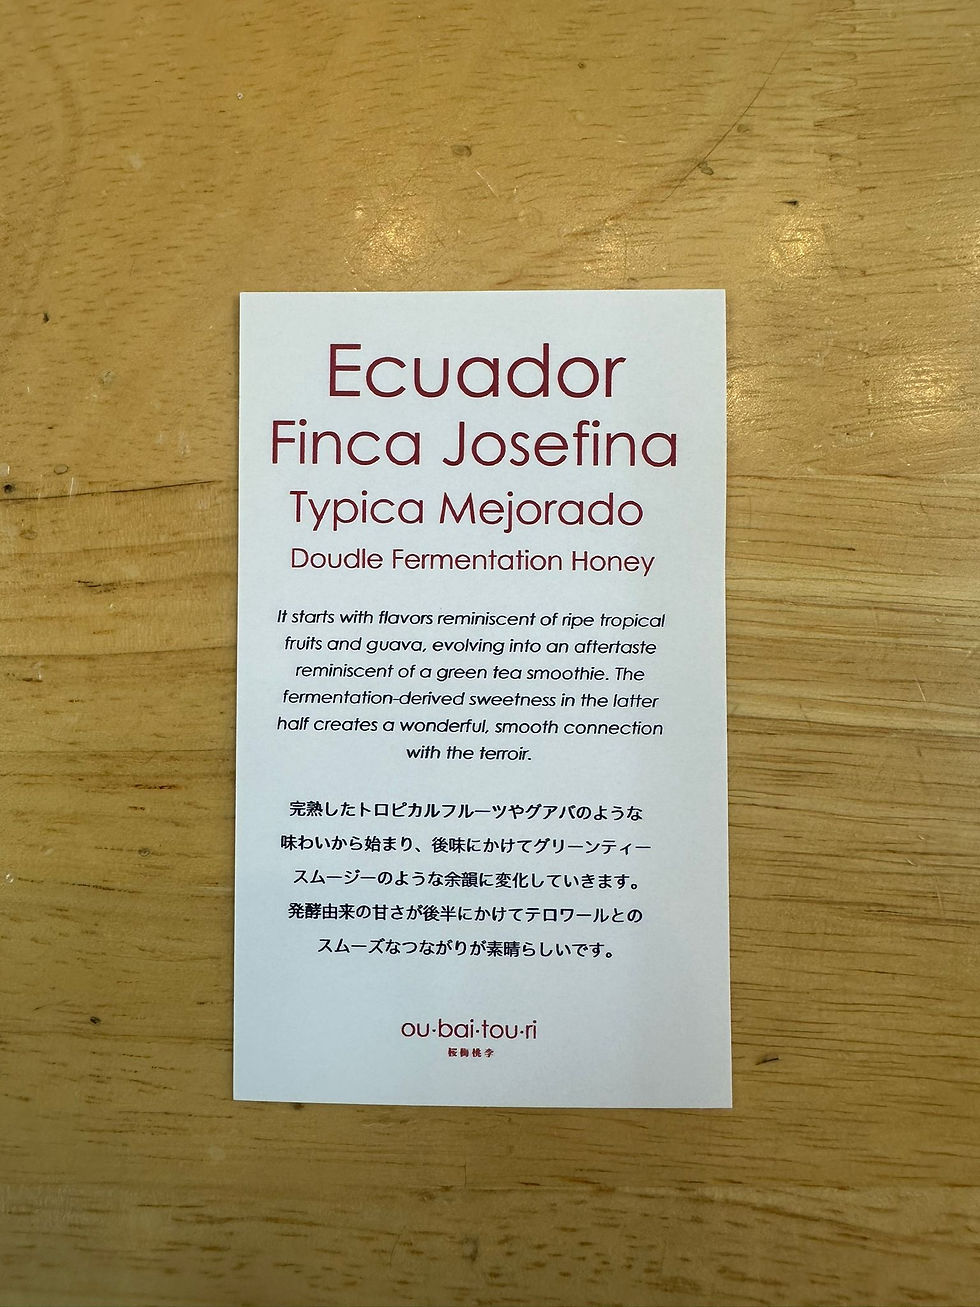 Ecuador
Finca Josefina
Typica Mejorado
Doudle Fermentation Honey
It starts with flavors reminiscent of ripe tropical
fruits and guava, evolving into an aftertaste
reminiscent of a green tea smoothie. The
fermentation-derived sweetness in the latter
half creates a wonderful, smooth connection
with the terroir.
完熟したトロピカルフルーツやグアバのような
味わいから始まり、後味にかけてグリーンティー
スムージーのような余韻に変化していきます。
発酵由来の甘さが後半にかけてテロワールとの
スムーズなつながりが素晴らしいです。
ou·bai·tou·ri
桜梅桃李